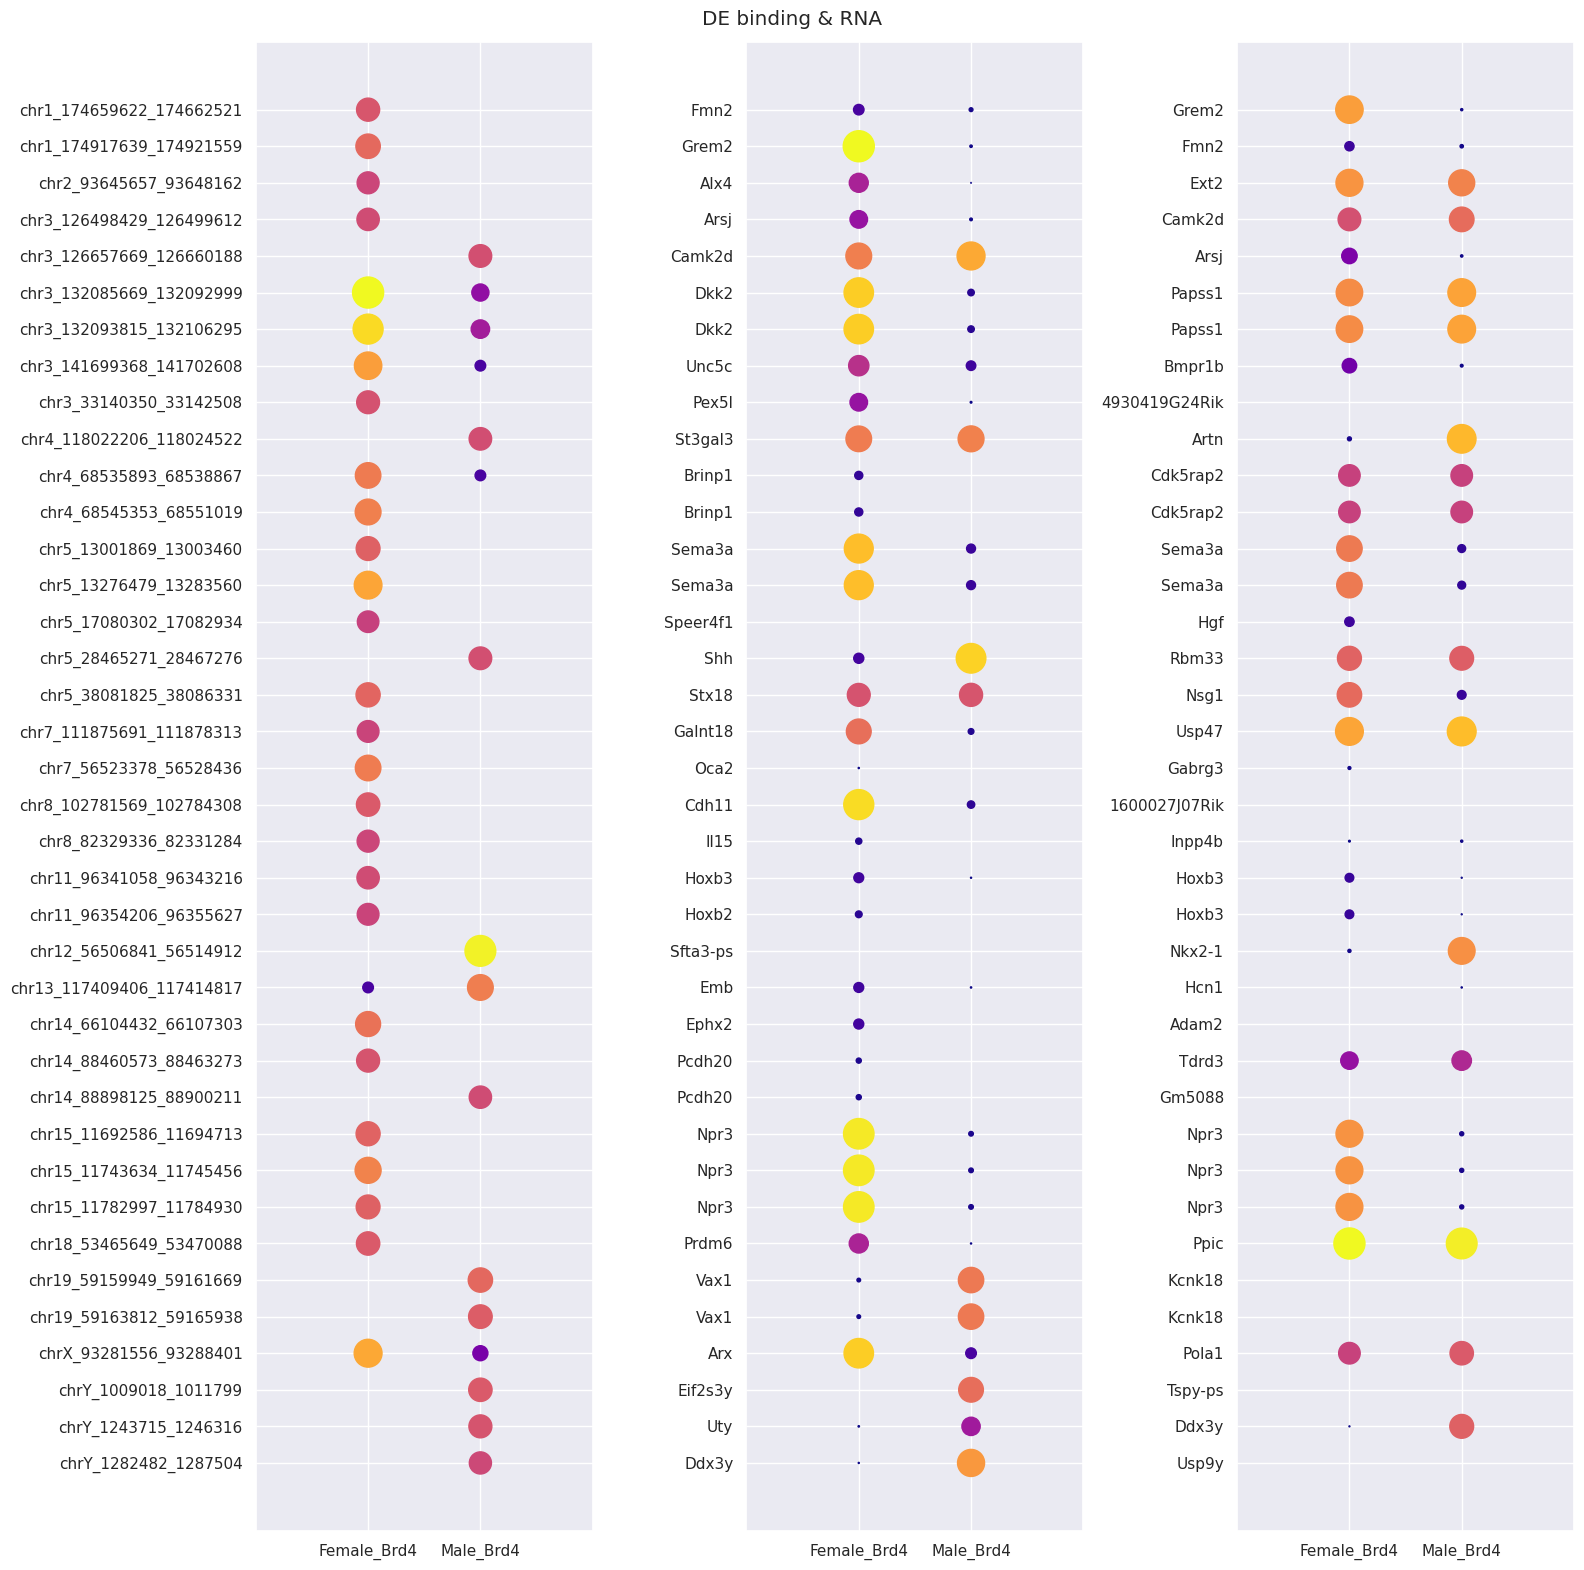 DE binding & RNA
chr1_174659622_174662521
chr1_174917639_174921559
chr2_93645657_93648162
chr3_126498429_126499612
chr3_126657669_126660188
chr3_132085669_132092999
chr3_132093815_132106295
chr3_141699368_141702608
chr3_33140350_33142508
chr4_118022206_118024522
chr4_68535893_68538867
chr4_68545353_68551019
chr5_13001869_13003460
chr5_13276479_13283560
chr5_17080302_17082934
chr5_28465271_28467276
chr5_38081825_38086331
chr7_111875691_111878313
chr7_56523378_56528436
chr8_102781569_102784308
chr8_82329336_82331284
chr11_96341058_96343216
chr11_96354206_96355627
chr12_56506841_56514912
chr13_117409406_117414817
chr14_66104432_66107303
chr14_88460573_88463273
chr14_88898125_88900211
chr15_11692586_11694713
chr15_11743634_11745456
chr15_11782997_11784930
chr18_53465649_53470088
chr19_59159949_59161669
chr19_59163812_59165938
chrX_93281556_93288401
chrY_1009018_1011799
chrY_1243715_1246316
chrY_1282482_1287504
Female_Brd4 Male_Brd4
Fmn2
Grem2
Alx4
Arsj
Camk2d
Dkk2
Dkk2
Unc5c
Pex5l
St3gal3
Brinp1
Brinp1
Sema3a
Sema3a
Speer4f1
Shh
Stx18
Galnt18
Oca2
Cdh11
Il15
Hoxb3
Hoxb2
Sfta3-ps
Emb
Ephx2
Pcdh20
Pcdh20
Npr3
Npr3
Npr3
Prdm6
Vax1
Vax1
Arx
Eif2s3y
Uty
Ddx3y
Female_Brd4 Male_Brd4
Grem2
Fmn2
Ext2
Camk2d
Arsj
Papss1
Papss1
Bmpr1b
4930419G24Rik
Artn
Cdk5rap2
Cdk5rap2
Sema3a
Sema3a
Hgf
Rbm33
Nsg1
Usp47
Gabrg3
1600027J07Rik
Inpp4b
Hoxb3
Hoxb3
Nkx2-1
Hcn1
Adam2
Tdrd3
Gm5088
Npr3
Npr3
Npr3
Ppic
Kcnk18
Kcnk18
Pola1
Tspy-ps
Ddx3y
Usp9y
Female_Brd4 Male_Brd4